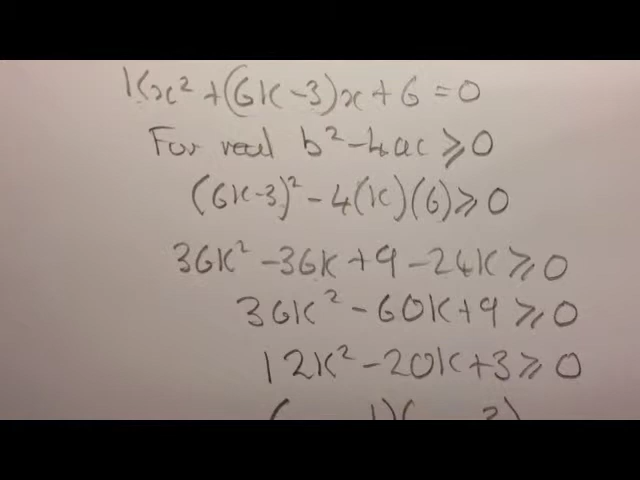 Kx² + (6K - 3)x + 6 = 0
For real b² - 4ac ⩾ 0
(6K - 3)² - 4(K)(6) ⩾ 0
36K² - 36K + 9 - 24K ⩾ 0
36K² - 60K + 9 ⩾ 0
12K² - 20K + 3 ⩾ 0